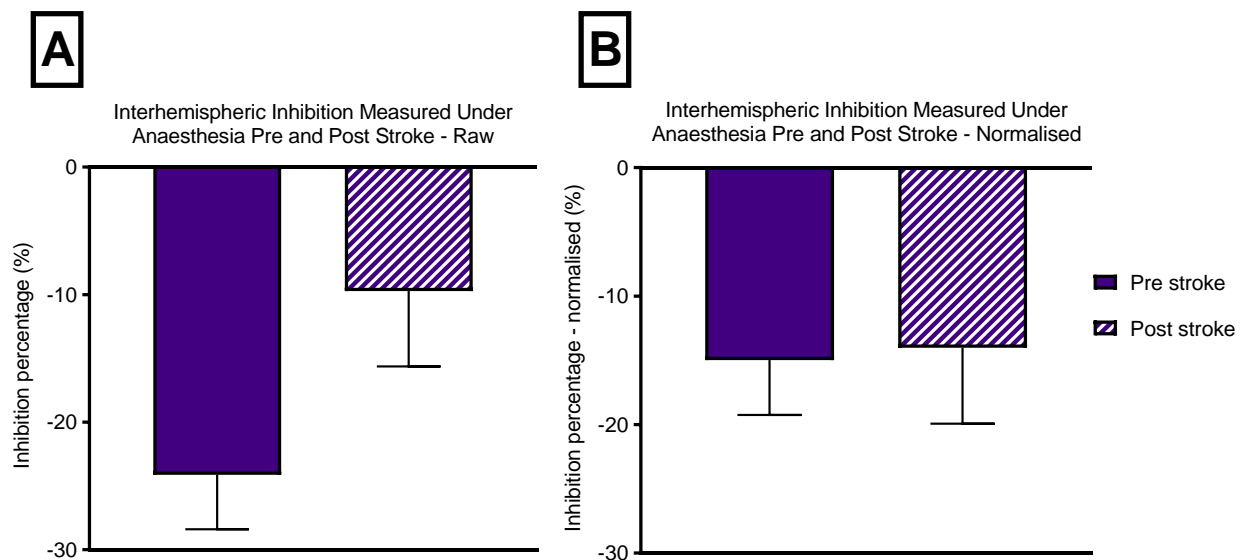 A
Interhemispheric Inhibition Measured Under
Anaesthesia Pre and Post Stroke - Raw
Inhibition percentage (%)
0
-10
-20
-30
B
Interhemispheric Inhibition Measured Under
Anaesthesia Pre and Post Stroke - Normalised
Inhibition percentage - normalised (%)
0
-10
-20
-30
Pre stroke
Post stroke